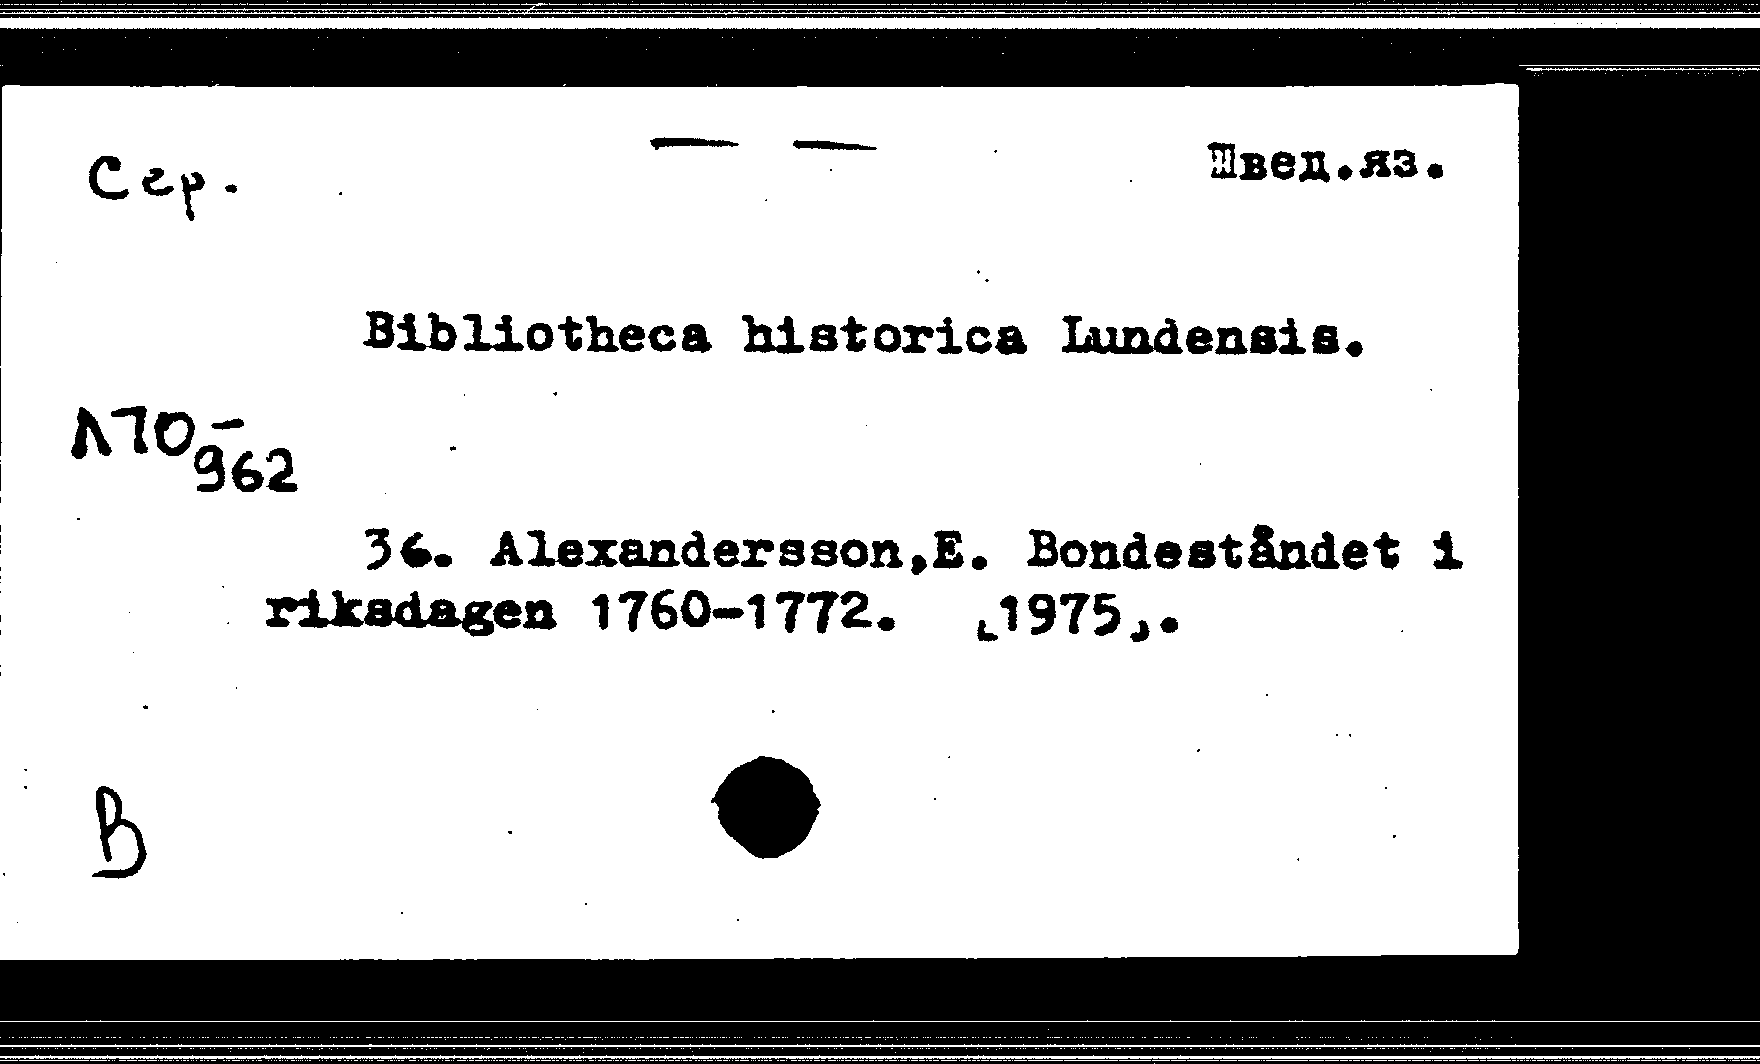 Сер.
Швед.яз.
Bibliotheca historica Lundensis.
Л70-962
36. Alexandersson,E. Bondeståndet i
riksdagen 1760-1772. [1975].
В